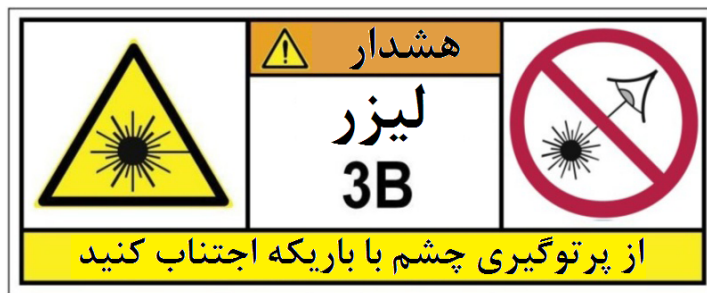 هشدار
لیزر
3B
از پرتوگیری چشم با باریکه اجتناب کنید